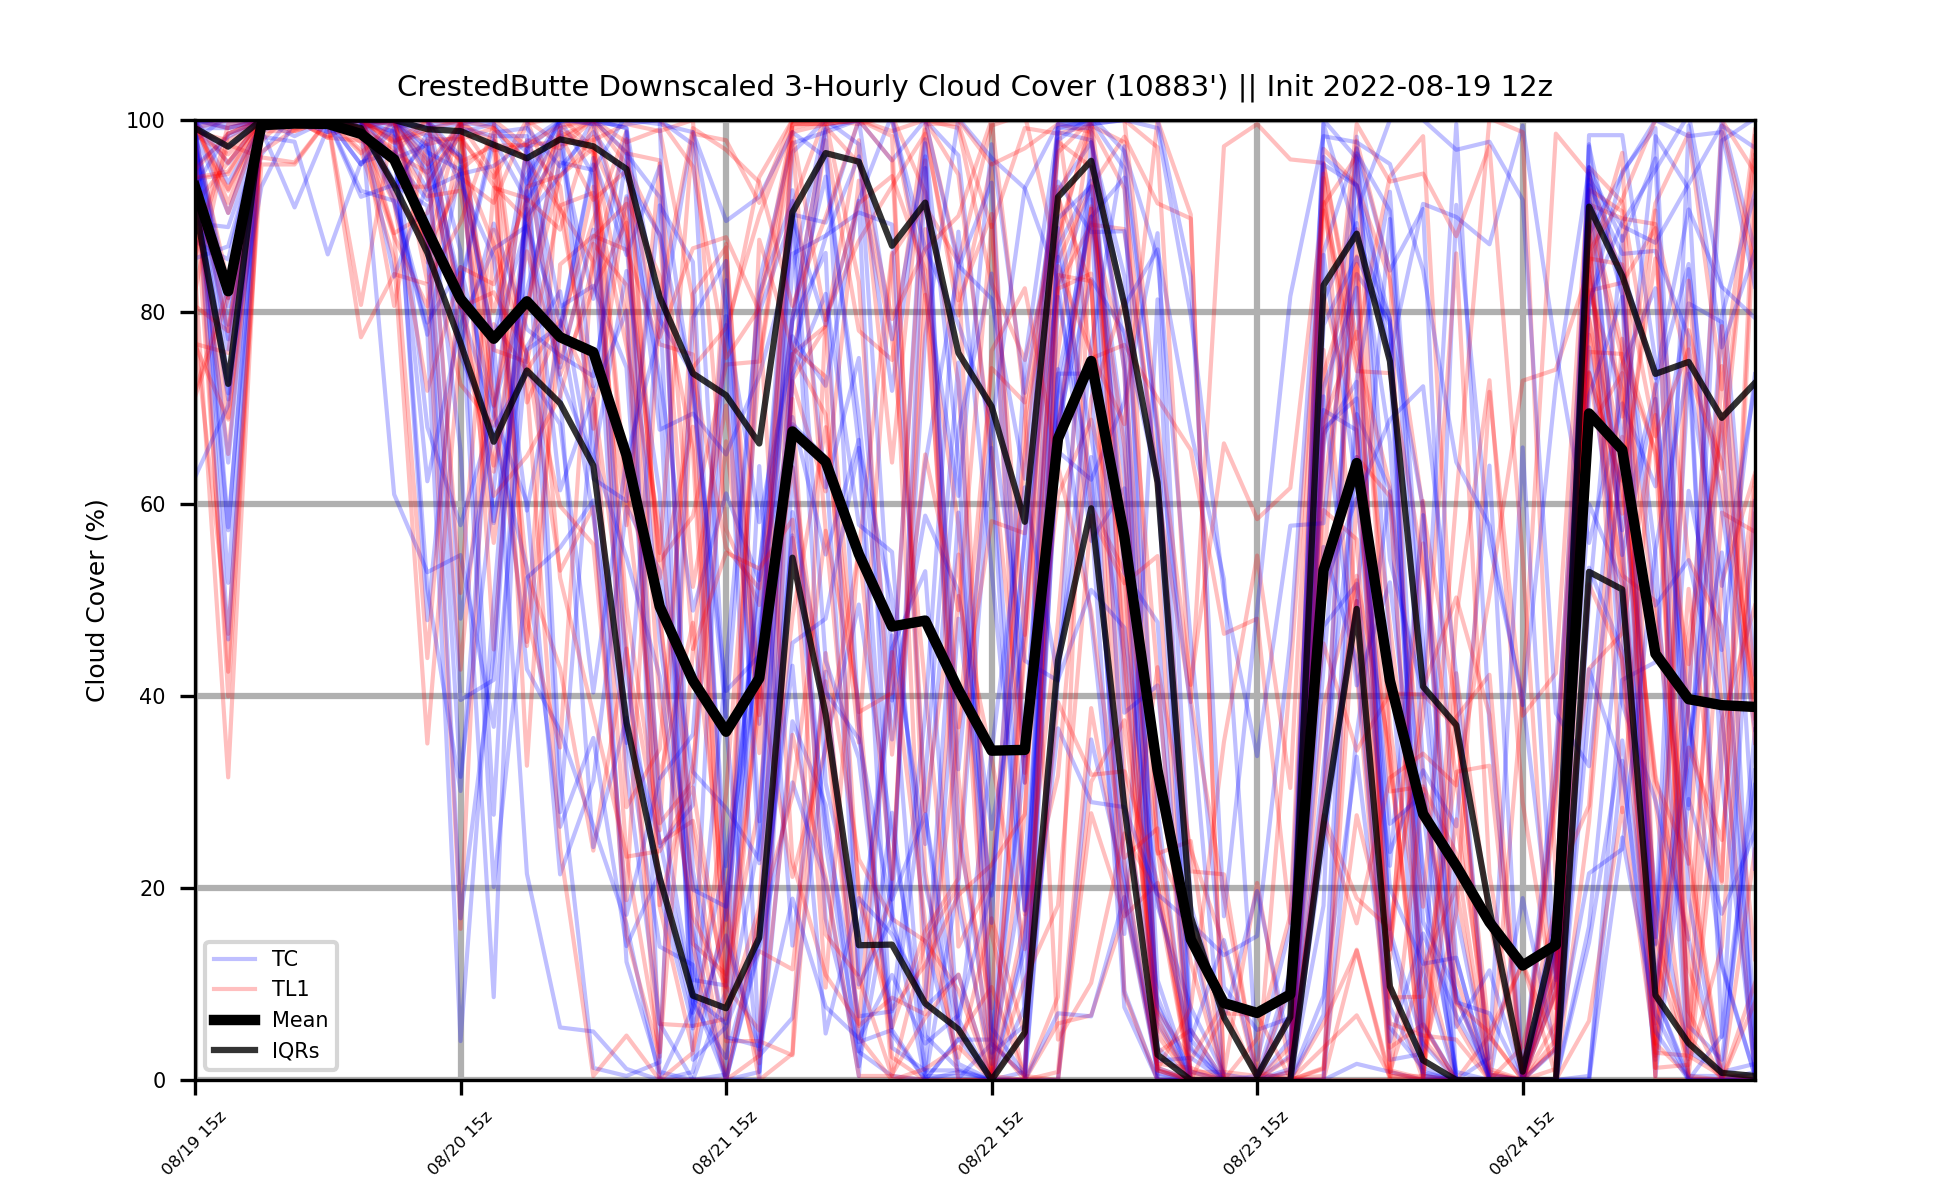 CrestedButte Downscaled 3-Hourly Cloud Cover (10883') || Init 2022-08-19 12z
Cloud Cover (%)
100
80
60
40
20
0
TC
TL1
Mean
IQRs
08/19 15z
08/20 15z
08/21 15z
08/22 15z
08/23 15z
08/24 15z